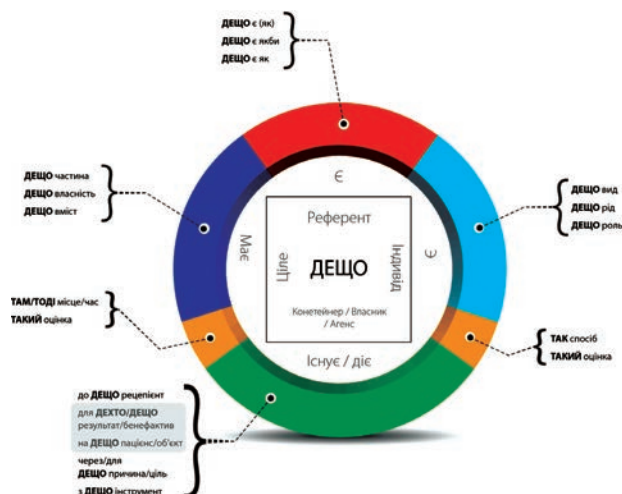 ДЕЩО є (як)
ДЕЩО є якби
ДЕЩО є як
ДЕЩО частина
ДЕЩО власність
ДЕЩО вміст
ДЕЩО вид
ДЕЩО рід
ДЕЩО роль
Є
Має
Є
Референт
Ціле
ДЕЩО
Індивід
Конетейнер / Власник
/ Агенс
Існує / діє
ТАМ/ТОДІ місце/час
ТАКИЙ оцінка
ТАК спосіб
ТАКИЙ оцінка
до ДЕЩО рецепієнт
для ДЕХТО/ДЕЩО
результат/бенефактив
на ДЕЩО пацієнс/об'єкт
через/для
ДЕЩО причина/ціль
з ДЕЩО інструмент